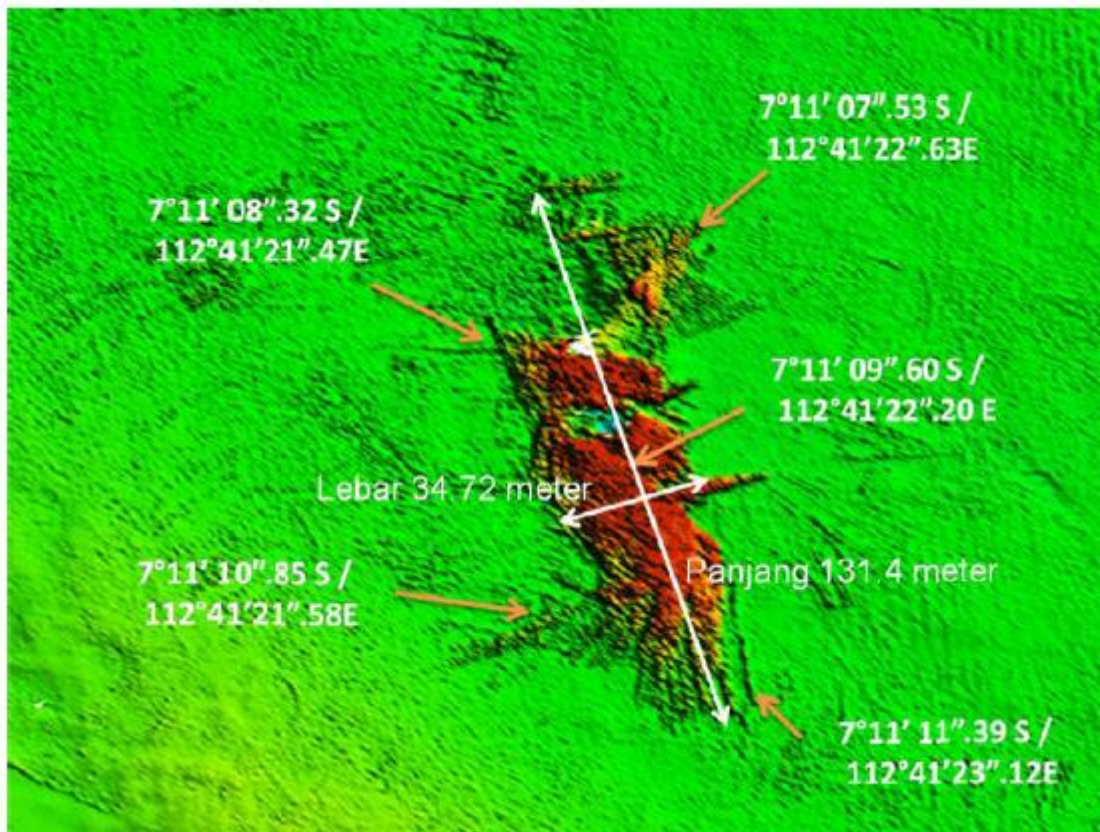 7°11' 07".53 S /
112°41'22".63E
7°11' 08".32 S /
112°41'21".47E
7°11' 09".60 S /
112°41'22".20 E
Lebar 34.72 meter
7°11' 10".85 S /
112°41'21".58E
Panjang 131.4 meter
7°11' 11".39 S /
112°41'23".12E